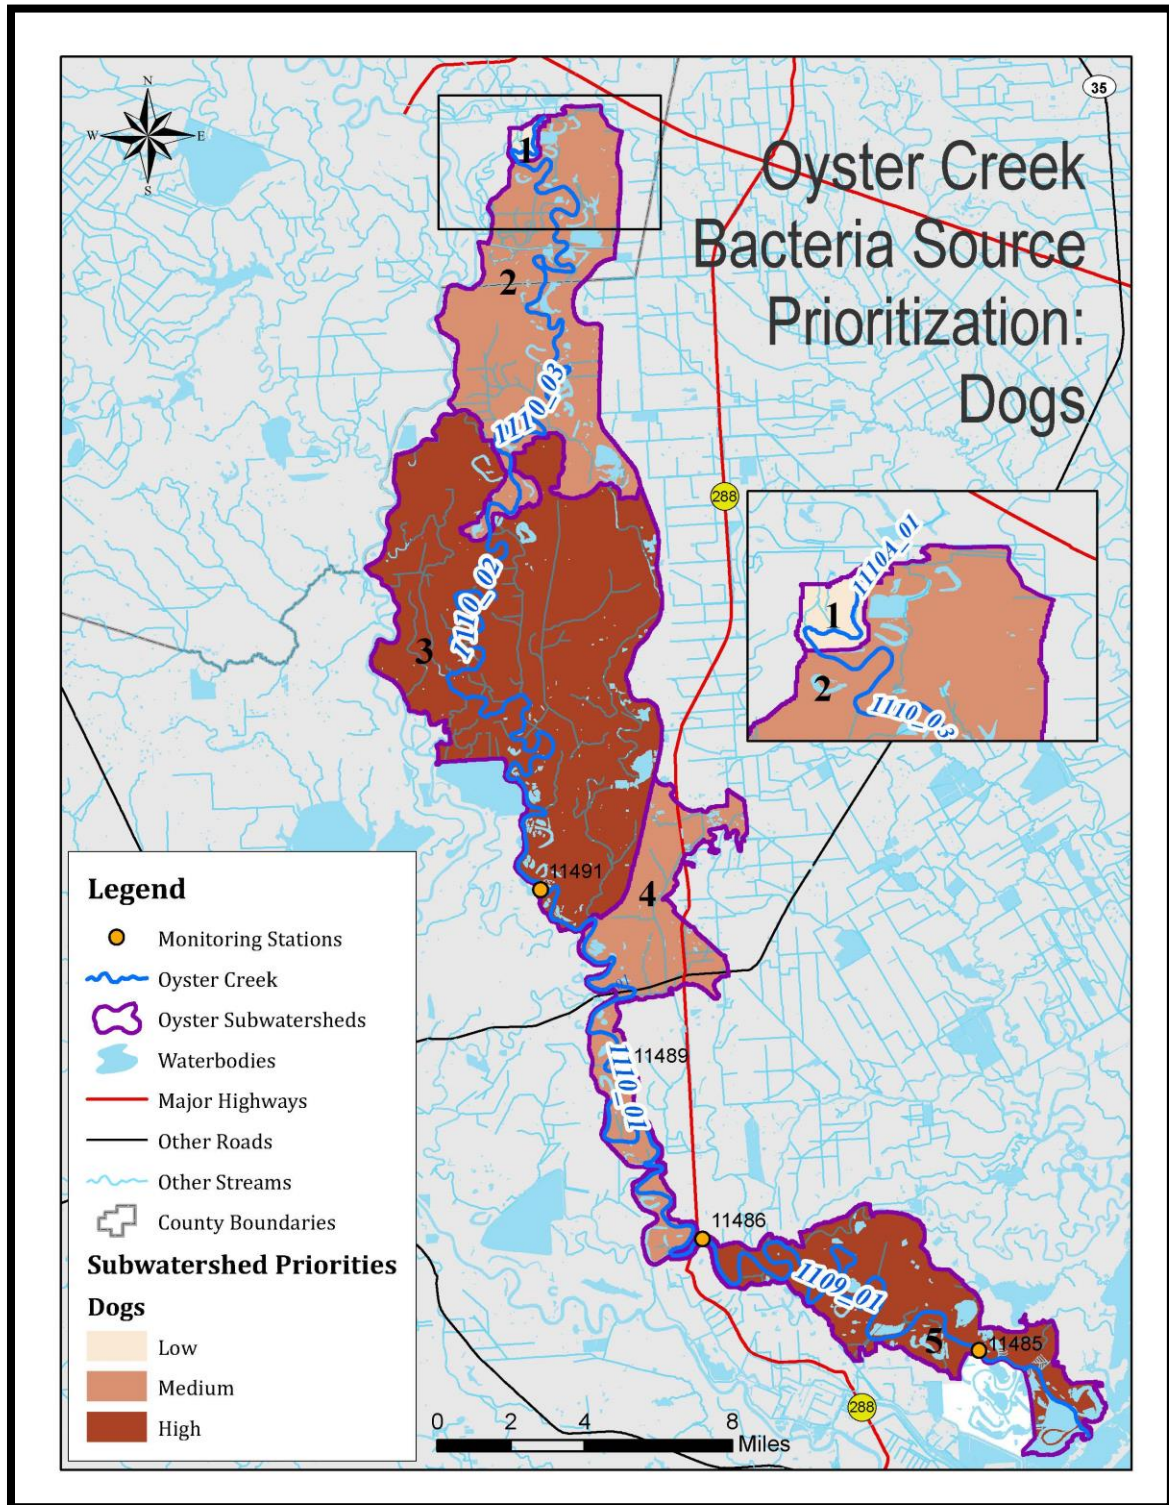 N
W E
S
35
Oyster Creek
Bacteria Source
Prioritization:
Dogs
1
2
1110_03
288
1110A_01
1
2
1110_03
1110_02
3
11491
4
11489
1110_01
11486
1109_01
5
11485
288
Legend
Monitoring Stations
Oyster Creek
Oyster Subwatersheds
Waterbodies
Major Highways
Other Roads
Other Streams
County Boundaries
Subwatershed Priorities
Dogs
Low
Medium
High
0 2 4 8
Miles